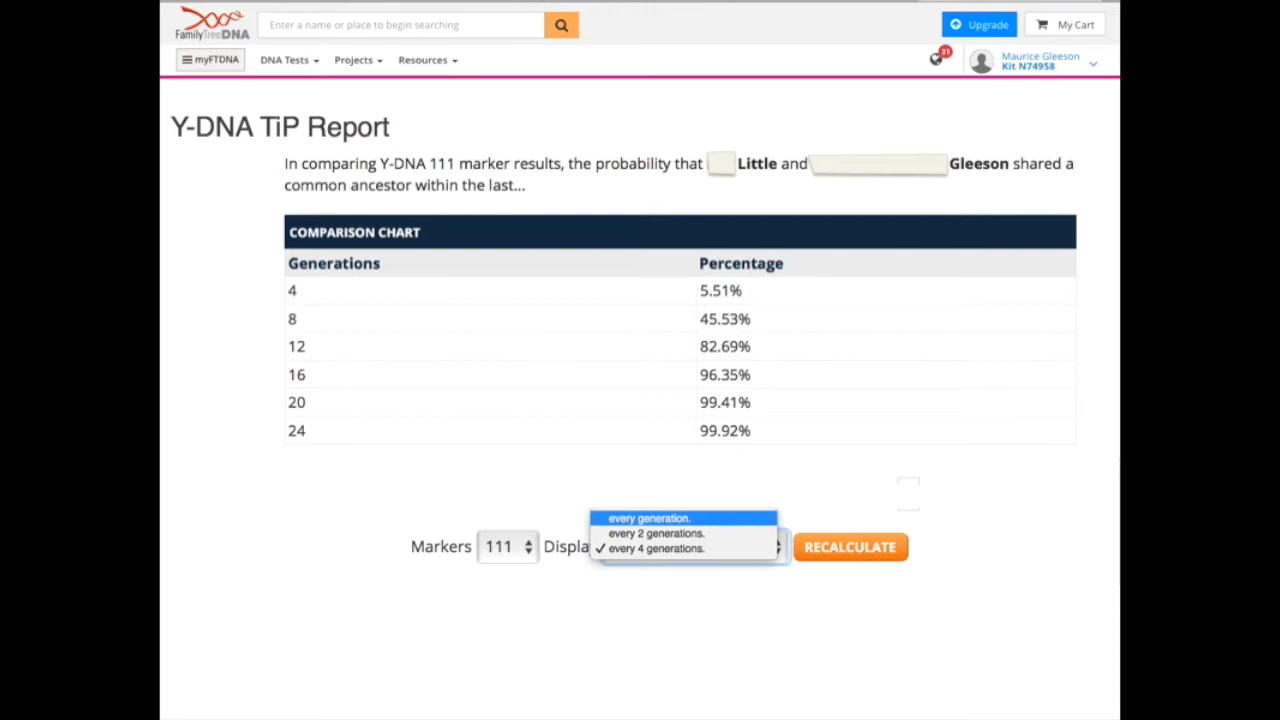 FamilyTreeDNA
Enter a name or place to begin searching
Upgrade
My Cart
myFTDNA
DNA Tests
Projects
Resources
31
Maurice Gleeson
Kit N74958
Y-DNA TiP Report
In comparing Y-DNA 111 marker results, the probability that Little and Gleeson shared a
common ancestor within the last...
COMPARISON CHART
Generations Percentage
4 5.51%
8 45.53%
12 82.69%
16 96.35%
20 99.41%
24 99.92%
every generation.
every 2 generations.
✓ every 4 generations.
Markers 111 Displa RECALCULATE